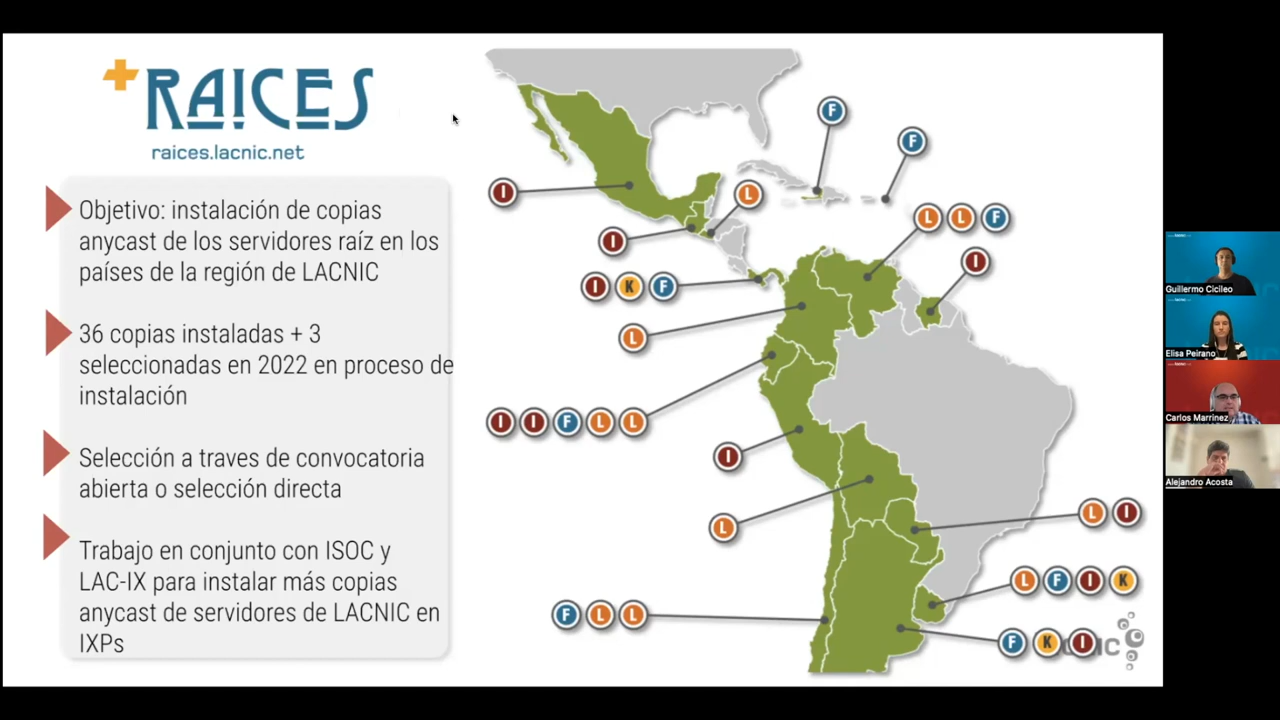 +RAICES
raices.lacnic.net
Objetivo: instalación de copias
anycast de los servidores raíz en los
países de la región de LACNIC
36 copias instaladas + 3
seleccionadas en 2022 en proceso de
instalación
Selección a traves de convocatoria
abierta o selección directa
Trabajo en conjunto con ISOC y
LAC-IX para instalar más copias
anycast de servidores de LACNIC en
IXPs
F
F
I
L
L L F
I
I
I K F
L
I I F L L
I
L
L I
L F I K
F L L
F K I
Guillermo Cicileo
Elisa Peirano
Carlos Marrinez
Alejandro Acosta